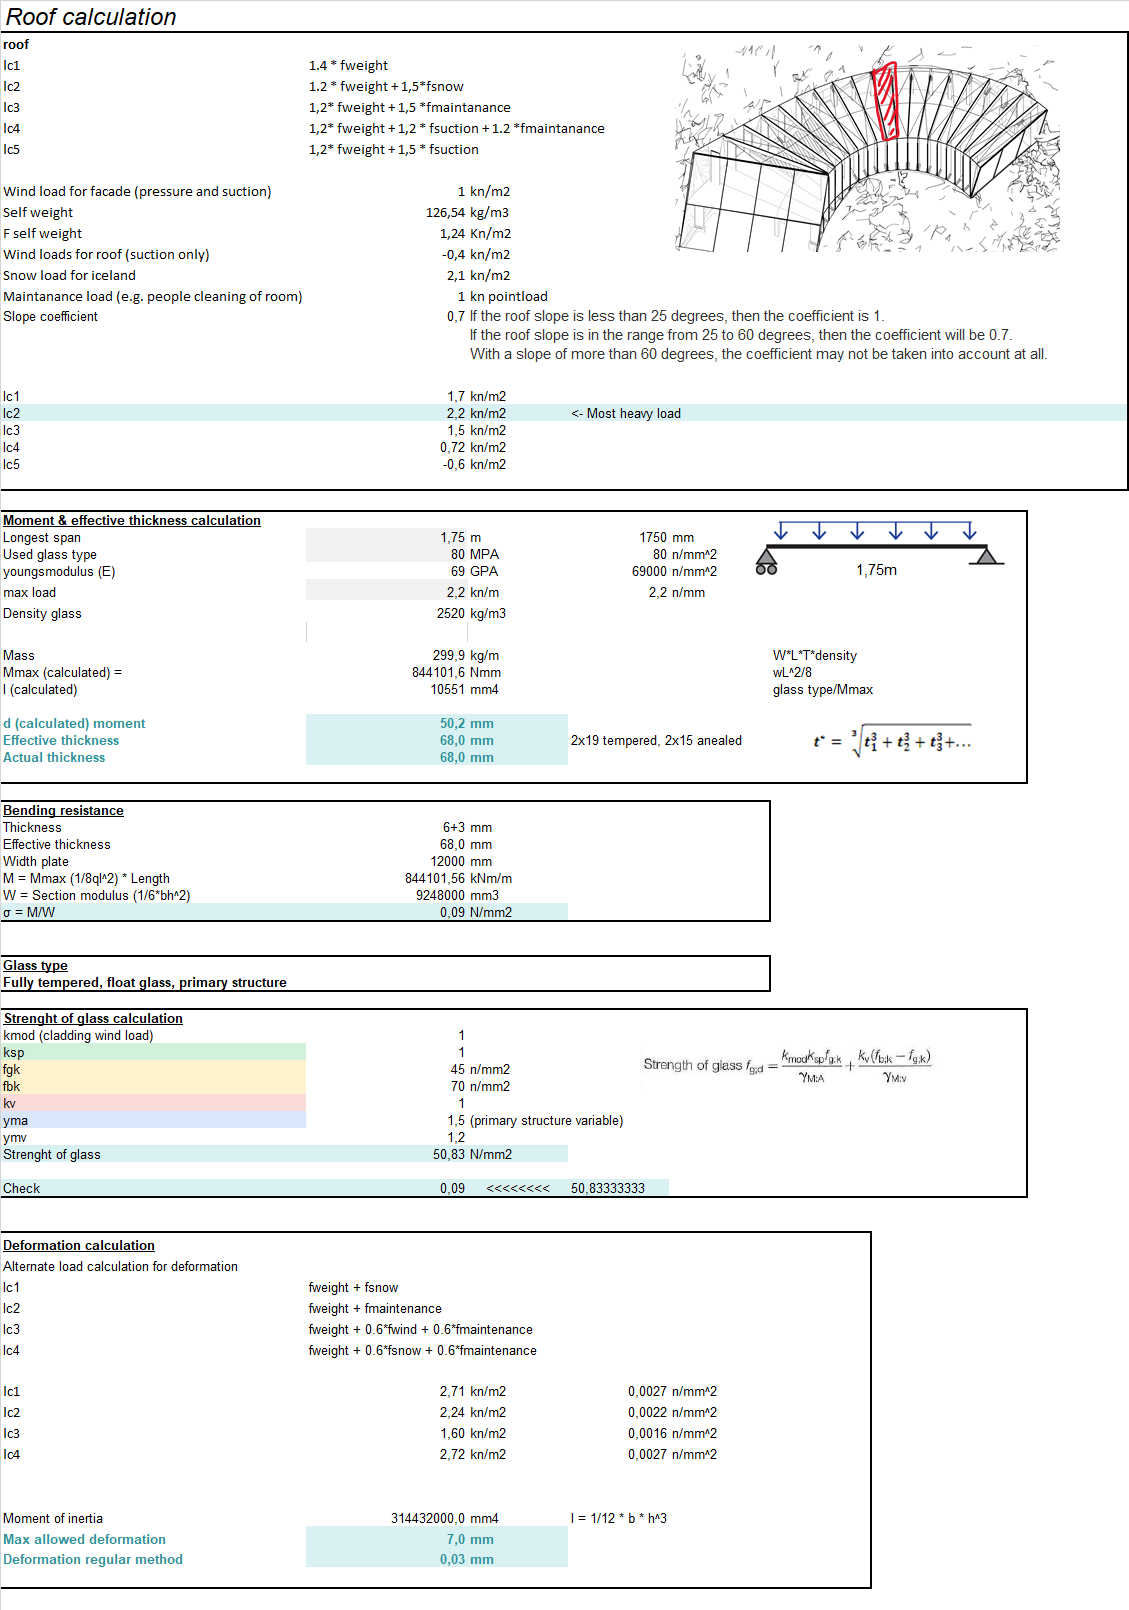 Roof calculation
roof
lc1 1.4 * fweight
lc2 1.2 * fweight + 1,5*fsnow
lc3 1,2* fweight + 1,5 *fmaintanance
lc4 1,2* fweight + 1,2 * fsuction + 1.2 *fmaintanance
lc5 1,2* fweight + 1,5 * fsuction
Wind load for facade (pressure and suction) 1 kn/m2
Self weight 126,54 kg/m3
F self weight 1,24 Kn/m2
Wind loads for roof (suction only) -0,4 kn/m2
Snow load for iceland 2,1 kn/m2
Maintanance load (e.g. people cleaning of room) 1 kn pointload
Slope coefficient 0,7 If the roof slope is less than 25 degrees, then the coefficient is 1.
If the roof slope is in the range from 25 to 60 degrees, then the coefficient will be 0.7.
With a slope of more than 60 degrees, the coefficient may not be taken into account at all.
lc1 1,7 kn/m2
lc2 2,2 kn/m2 <- Most heavy load
lc3 1,5 kn/m2
lc4 0,72 kn/m2
lc5 -0,6 kn/m2
Moment & effective thickness calculation
Longest span 1,75 m 1750 mm
Used glass type 80 MPA 80 n/mm^2
youngsmodulus (E) 69 GPA 69000 n/mm^2
1,75m
max load 2,2 kn/m 2,2 n/mm
Density glass 2520 kg/m3
Mass 299,9 kg/m W*L*T*density
Mmax (calculated) = 844101,6 Nmm wL^2/8
I (calculated) 10551 mm4 glass type/Mmax
d (calculated) moment 50,2 mm
Effective thickness 68,0 mm 2x19 tempered, 2x15 anealed t* = ∛(t₁³ + t₂³ + t₃³+...
Actual thickness 68,0 mm
Bending resistance
Thickness 6+3 mm
Effective thickness 68,0 mm
Width plate 12000 mm
M = Mmax (1/8ql^2) * Length 844101,56 kNm/m
W = Section modulus (1/6*bh^2) 9248000 mm3
σ = M/W 0,09 N/mm2
Glass type
Fully tempered, float glass, primary structure
Strenght of glass calculation
kmod (cladding wind load) 1
ksp 1
fgk 45 n/mm2
Strength of glass fg;d = kmodkspfg;k / γM:A + kv(fb;k – fg;k) / γM:v
fbk 70 n/mm2
kv 1
yma 1,5 (primary structure variable)
ymv 1,2
Strenght of glass 50,83 N/mm2
Check 0,09 <<<<<<<< 50,83333333
Deformation calculation
Alternate load calculation for deformation
lc1 fweight + fsnow
lc2 fweight + fmaintenance
lc3 fweight + 0.6*fwind + 0.6*fmaintenance
lc4 fweight + 0.6*fsnow + 0.6*fmaintenance
lc1 2,71 kn/m2 0,0027 n/mm^2
lc2 2,24 kn/m2 0,0022 n/mm^2
lc3 1,60 kn/m2 0,0016 n/mm^2
lc4 2,72 kn/m2 0,0027 n/mm^2
Moment of inertia 314432000,0 mm4 I = 1/12 * b * h^3
Max allowed deformation 7,0 mm
Deformation regular method 0,03 mm